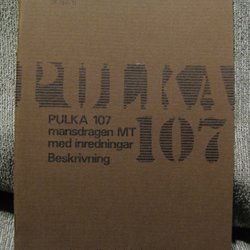 PULKA
PULKA 107
mansdragen MT
med inredningar
Beskrivning
107